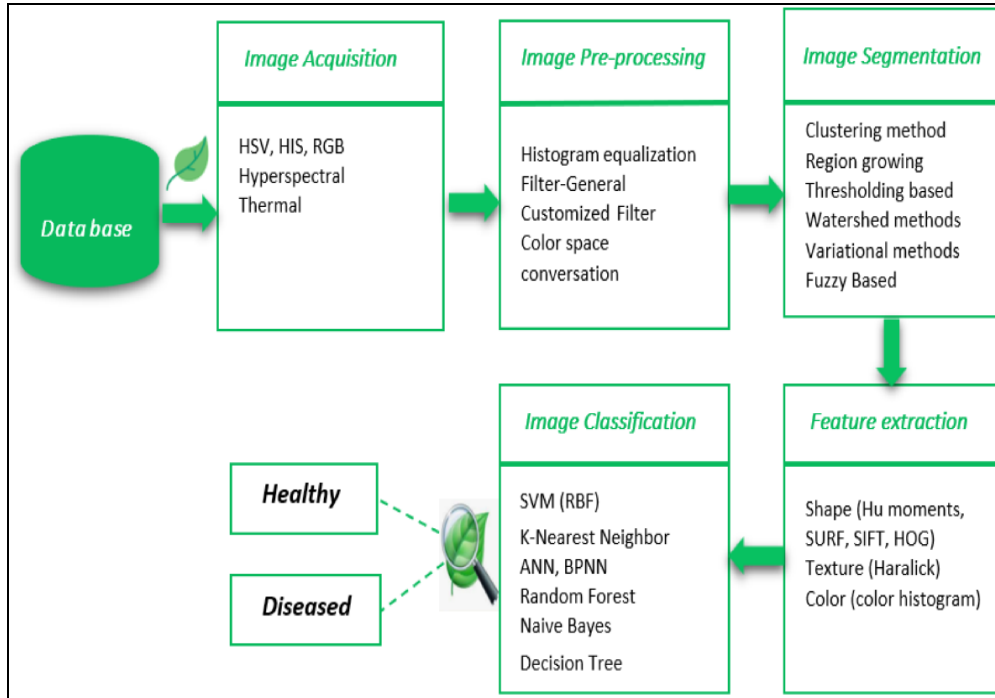 Database
Image Acquisition
HSV, HIS, RGB
Hyperspectral
Thermal
Image Pre-processing
Histogram equalization
Filter-General
Customized Filter
Color space
conversation
Image Segmentation
Clustering method
Region growing
Thresholding based
Watershed methods
Variational methods
Fuzzy Based
Feature extraction
Shape (Hu moments,
SURF, SIFT, HOG)
Texture (Haralick)
Color (color histogram)
Image Classification
SVM (RBF)
K-Nearest Neighbor
ANN, BPNN
Random Forest
Naive Bayes
Decision Tree
Healthy
Diseased